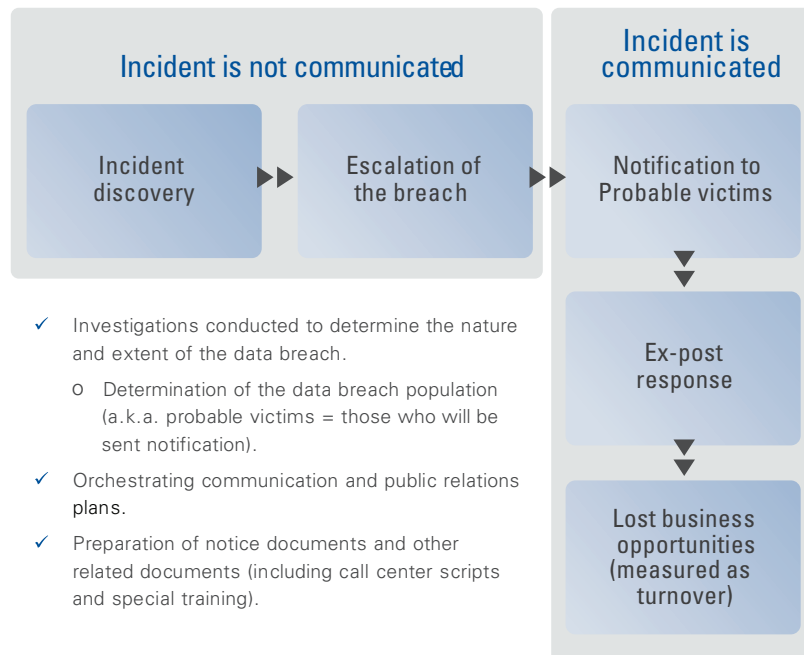 Incident is not communicated
Incident
discovery
Escalation of
the breach
Incident is
communicated
Notification to
Probable victims
Ex-post
response
Lost business
opportunities
(measured as
turnover)
✓ Investigations conducted to determine the nature
and extent of the data breach.
o Determination of the data breach population
(a.k.a. probable victims = those who will be
sent notification).
✓ Orchestrating communication and public relations
plans.
✓ Preparation of notice documents and other
related documents (including call center scripts
and special training).